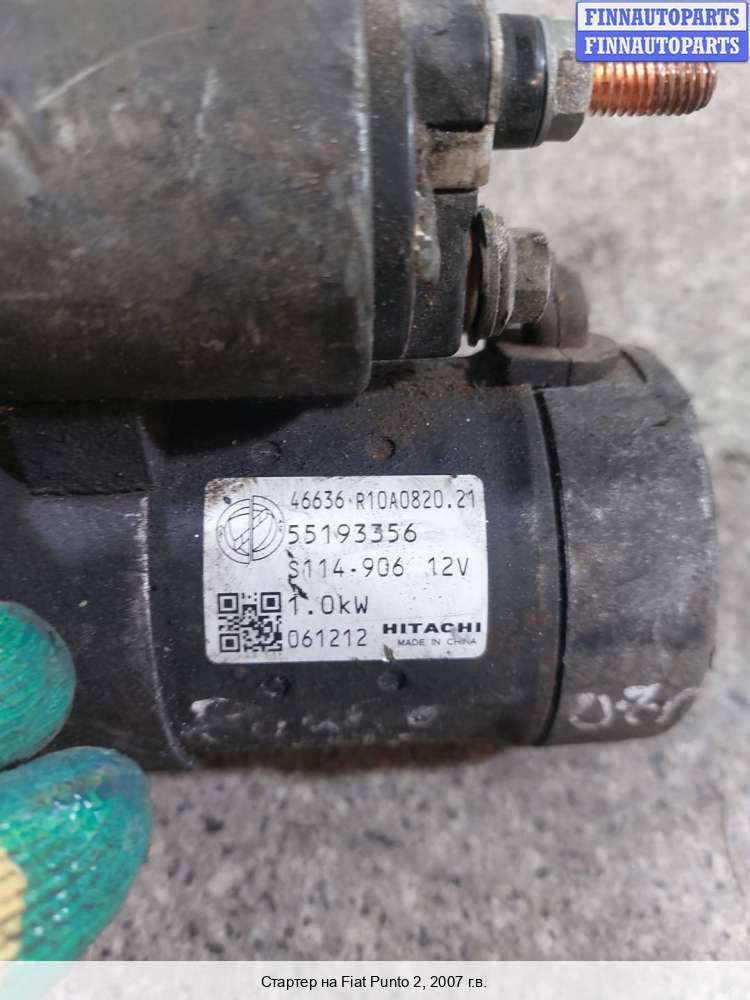 FINNAUTOPARTS
FINNAUTOPARTS
46636 R10A0820.21
55193356
S114-906 12V
1.0kW
061212 HITACHI
MADE IN CHINA
Стартер на Fiat Punto 2, 2007 г.в.